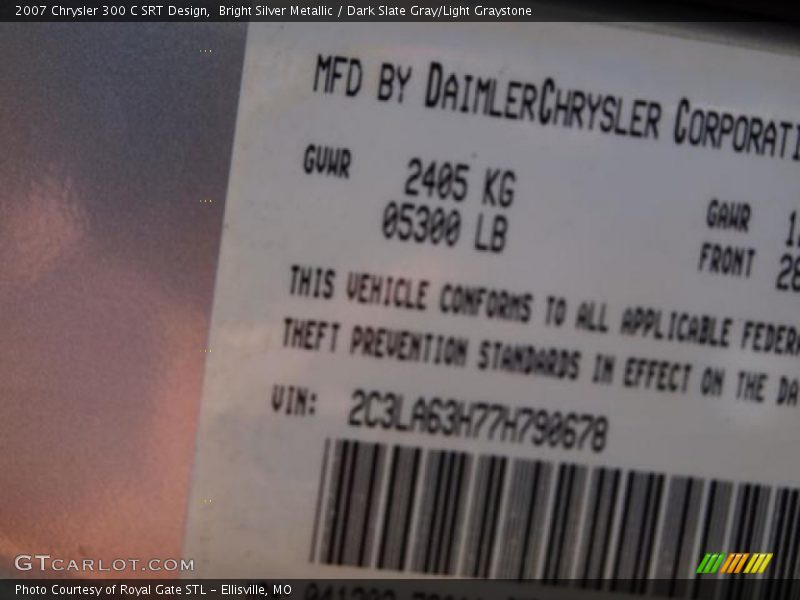 2007 Chrysler 300 C SRT Design,  Bright Silver Metallic / Dark Slate Gray/Light Graystone
MFD BY DAIMLERCHRYSLER CORPORATI
GVWR 2405 KG
05300 LB
GAWR 1
FRONT 28
THIS VEHICLE CONFORMS TO ALL APPLICABLE FEDERA
THEFT PREVENTION STANDARDS IN EFFECT ON THE DA
VIN: 2C3LA63H77H790678
GTCARLOT.COM
Photo Courtesy of Royal Gate STL - Ellisville, MO